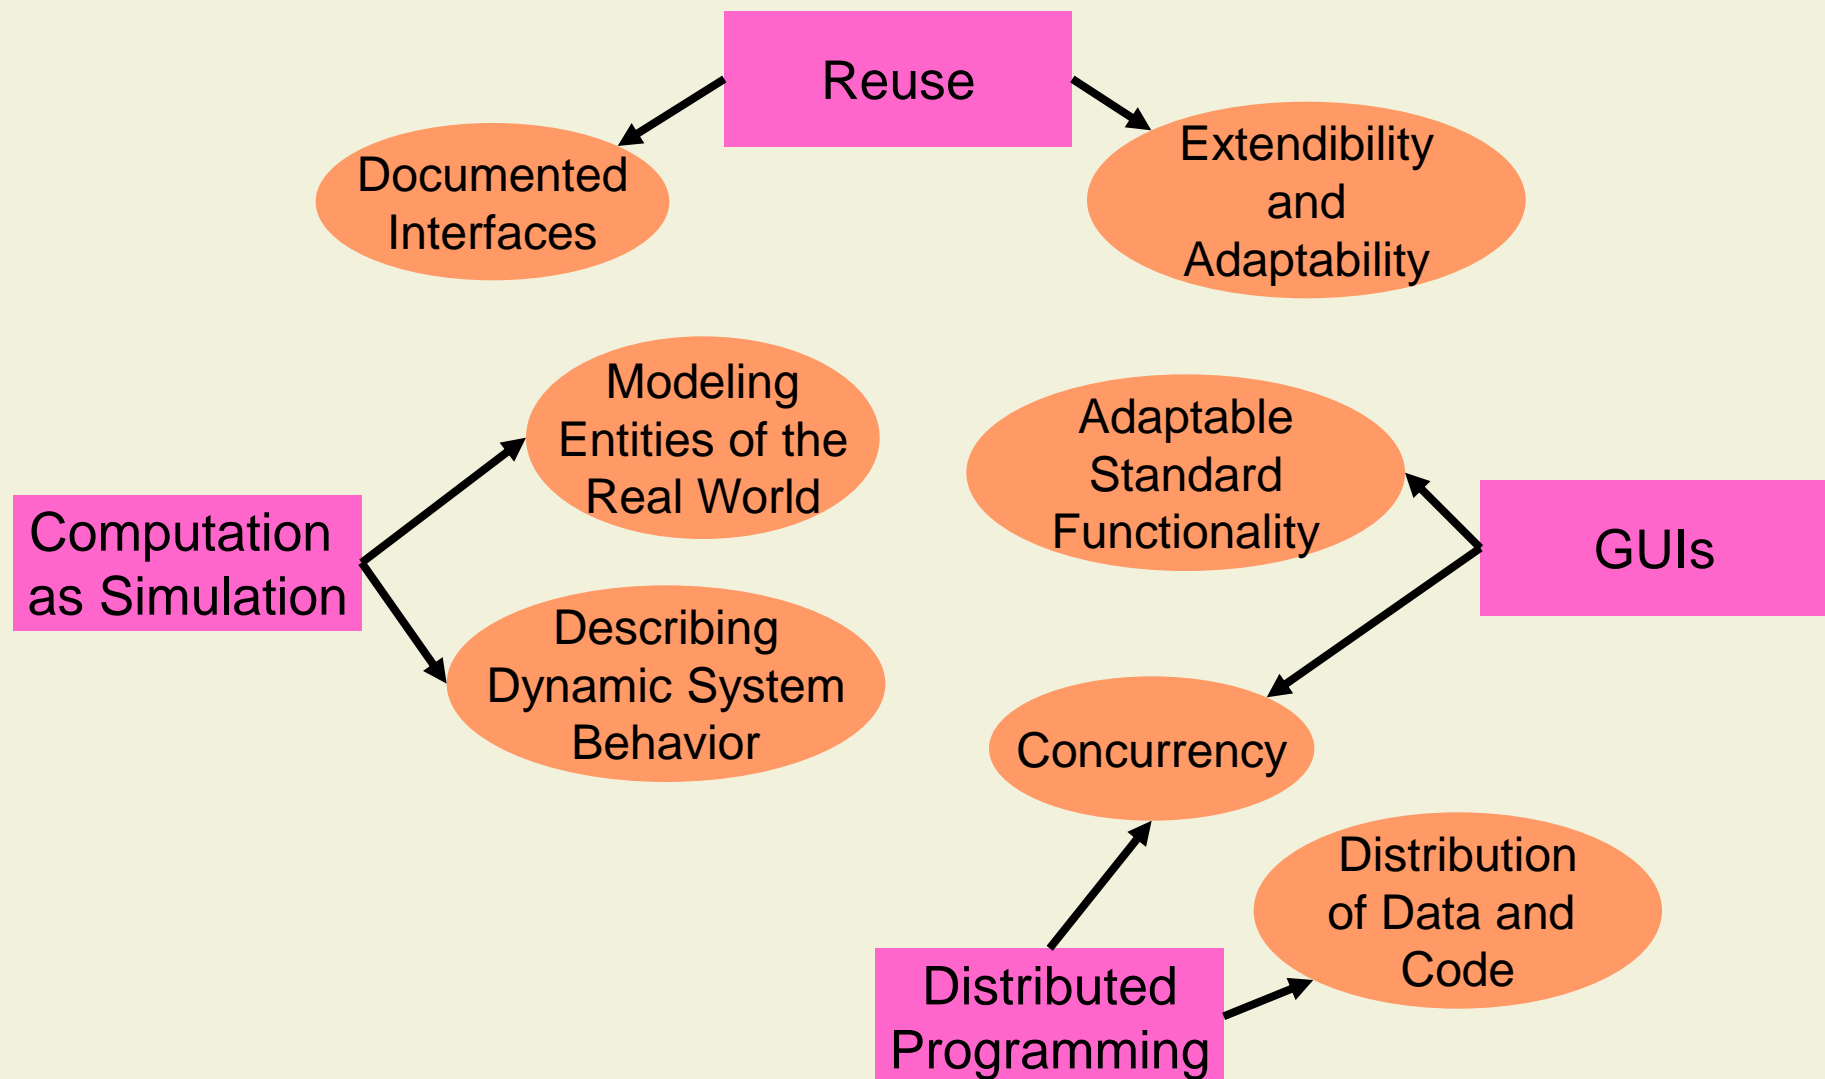 Reuse
Documented
Interfaces
Extendibility
and
Adaptability
Modeling
Entities of the
Real World
Adaptable
Standard
Functionality
Computation
as Simulation
GUIs
Describing
Dynamic System
Behavior
Concurrency
Distribution
of Data and
Code
Distributed
Programming